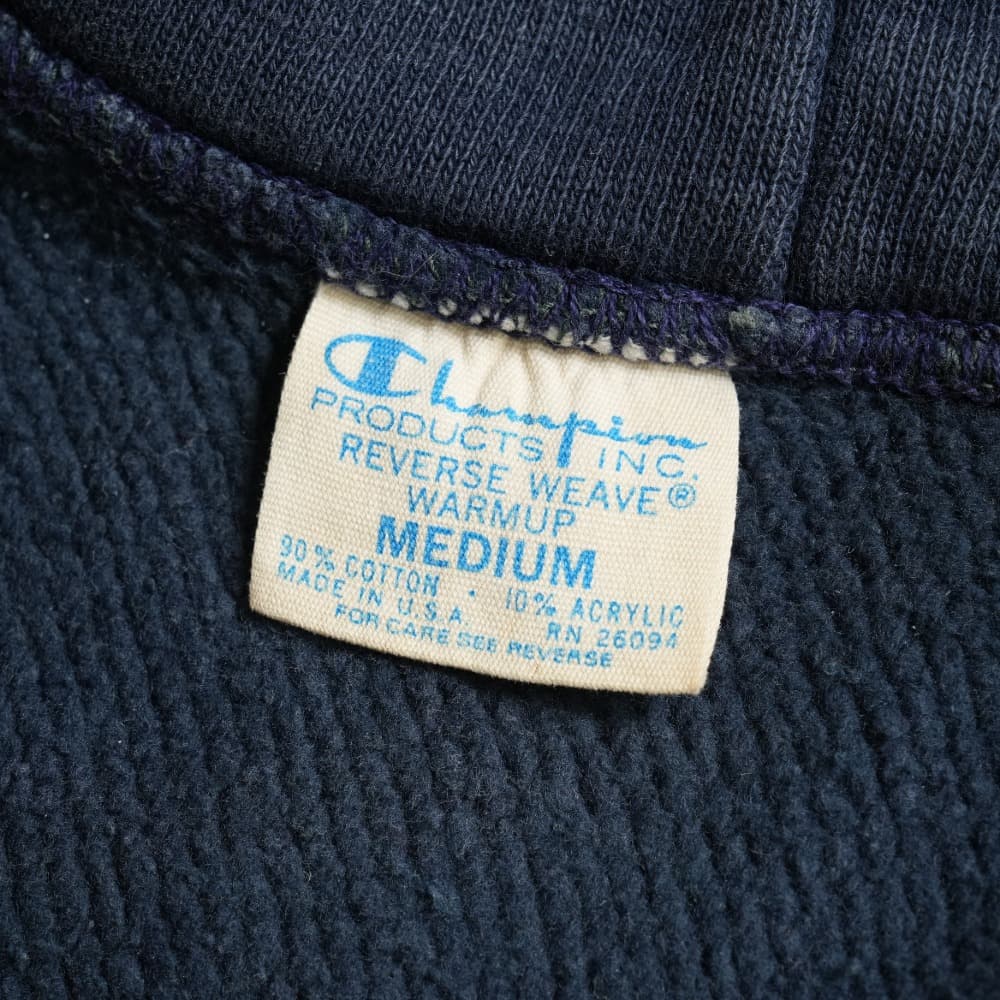 Champion
PRODUCTS INC.
REVERSE WEAVE®
WARMUP
MEDIUM
90% COTTON · 10% ACRYLIC
MADE IN U.S.A. RN 26094
FOR CARE SEE REVERSE